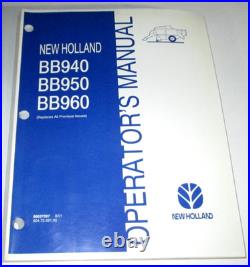 NEW HOLLAND
BB940
BB950
BB960
(Replaces All Previous Issues)
OPERATOR'S MANUAL
NEW HOLLAND